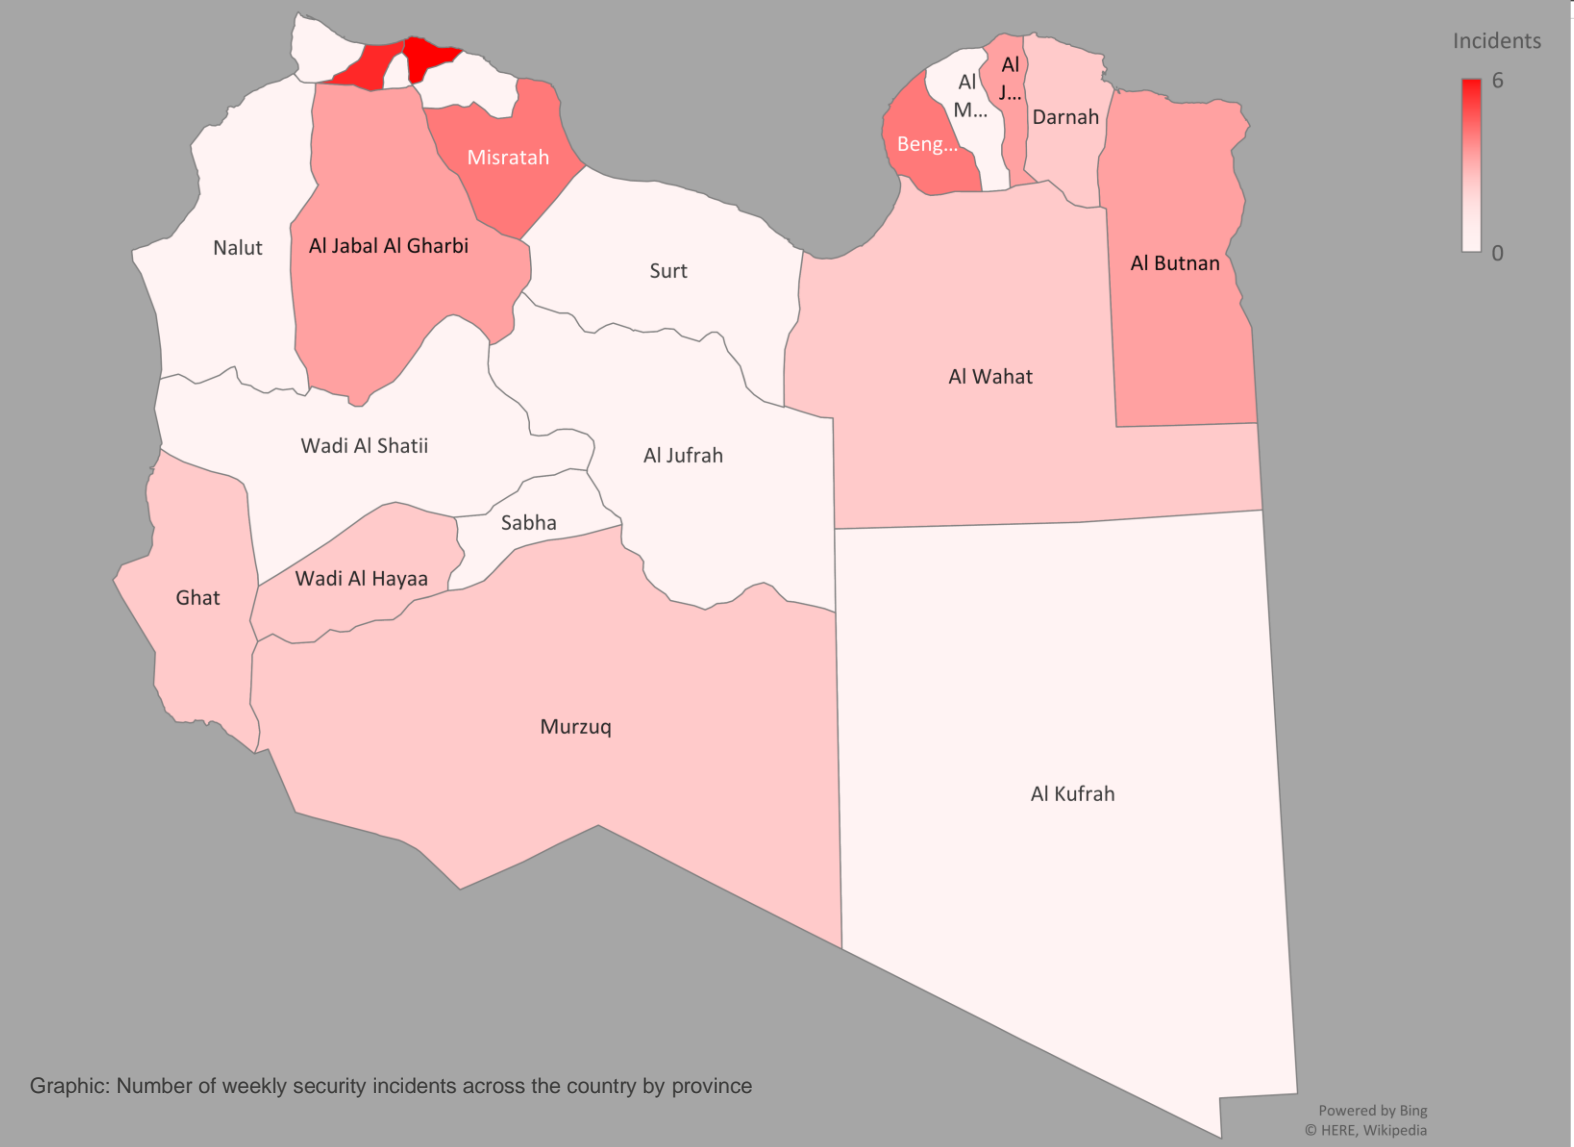 Incidents
6
0
Al
J...
Al
M...
Darnah
Beng...
Misratah
Nalut
Al Jabal Al Gharbi
Surt
Al Butnan
Al Wahat
Wadi Al Shatii
Al Jufrah
Sabha
Wadi Al Hayaa
Ghat
Murzuq
Al Kufrah
Graphic: Number of weekly security incidents across the country by province
Powered by Bing
© HERE, Wikipedia